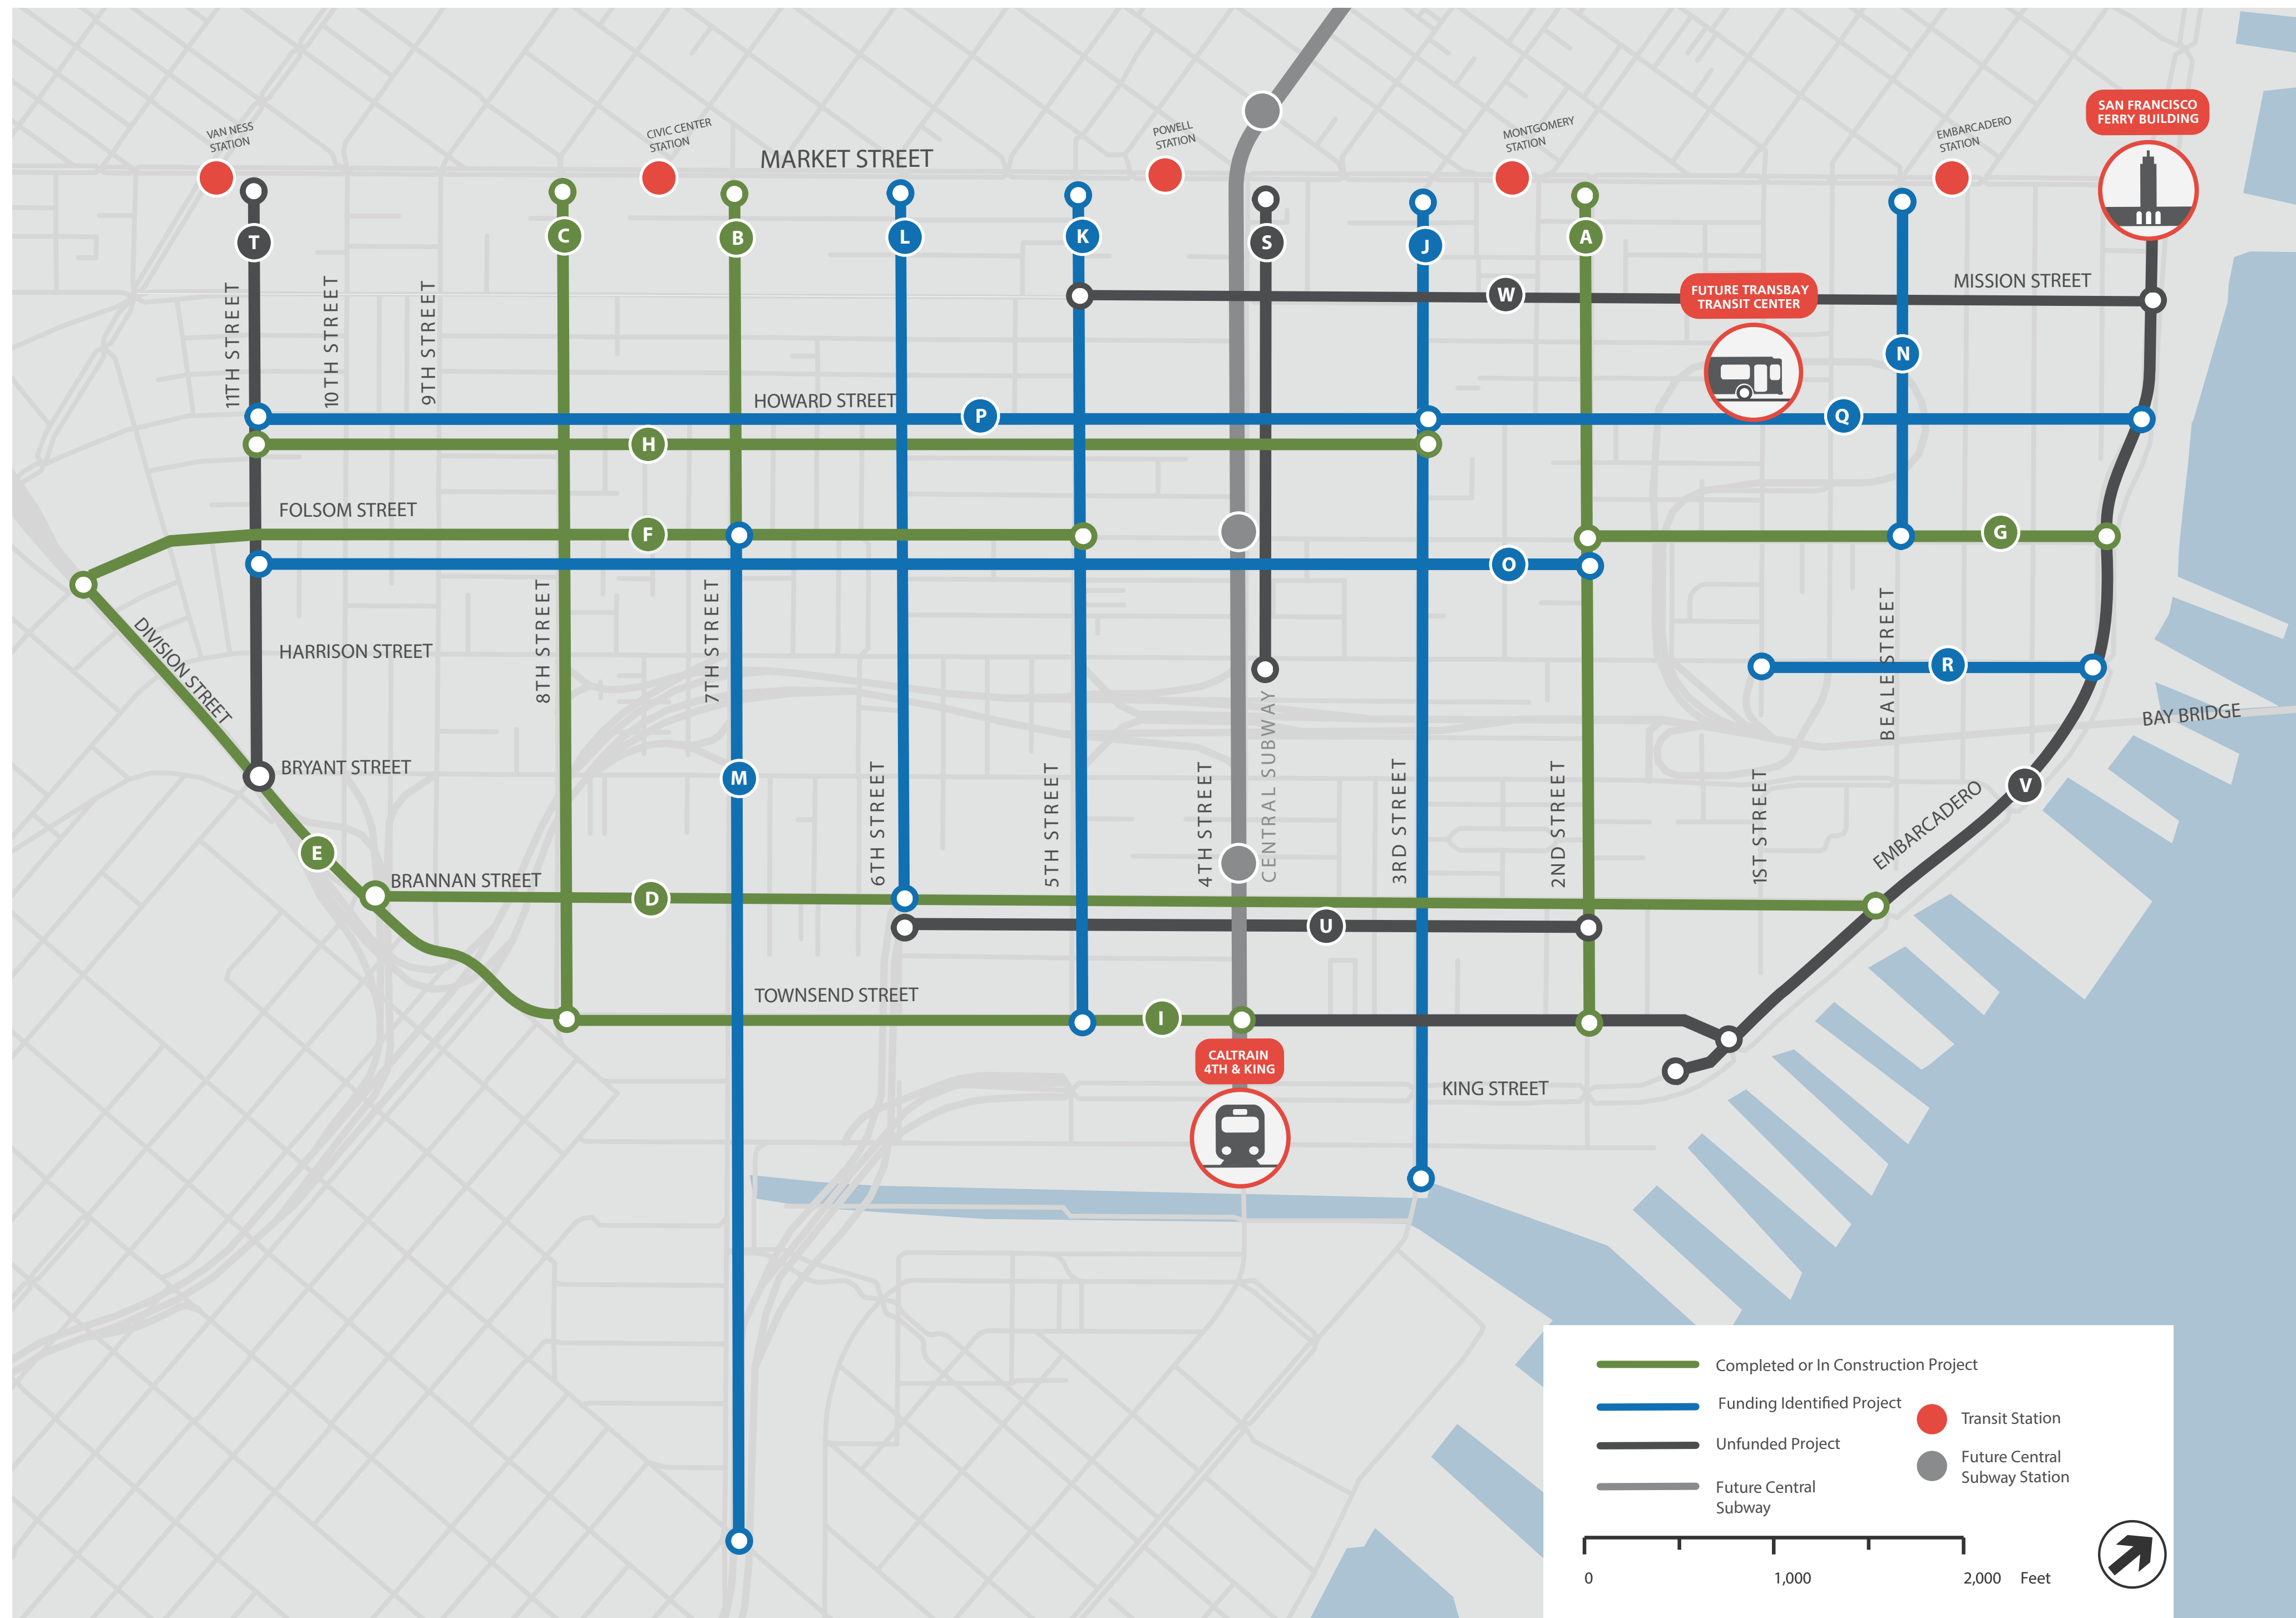 SAN FRANCISCO
FERRY BUILDING
VAN NESS
STATION
CIVIC CENTER
STATION
MARKET STREET
POWELL
STATION
MONTGOMERY
STATION
EMBARCADERO
STATION
T
C
B
L
K
S
J
A
MISSION STREET
W
FUTURE TRANSBAY
TRANSIT CENTER
N
11TH STREET
10TH STREET
9TH STREET
HOWARD STREET
P
Q
H
FOLSOM STREET
F
G
O
DIVISION STREET
HARRISON STREET
8TH STREET
7TH STREET
R
BEALE STREET
BAY BRIDGE
BRYANT STREET
M
CENTRAL SUBWAY
V
6TH STREET
5TH STREET
4TH STREET
3RD STREET
2ND STREET
1ST STREET
EMBARCADERO
E
BRANNAN STREET
D
U
TOWNSEND STREET
I
CALTRAIN
4TH & KING
KING STREET
Completed or In Construction Project
Funding Identified Project
Unfunded Project
Future Central
Subway
Transit Station
Future Central
Subway Station
0 1,000 2,000 Feet